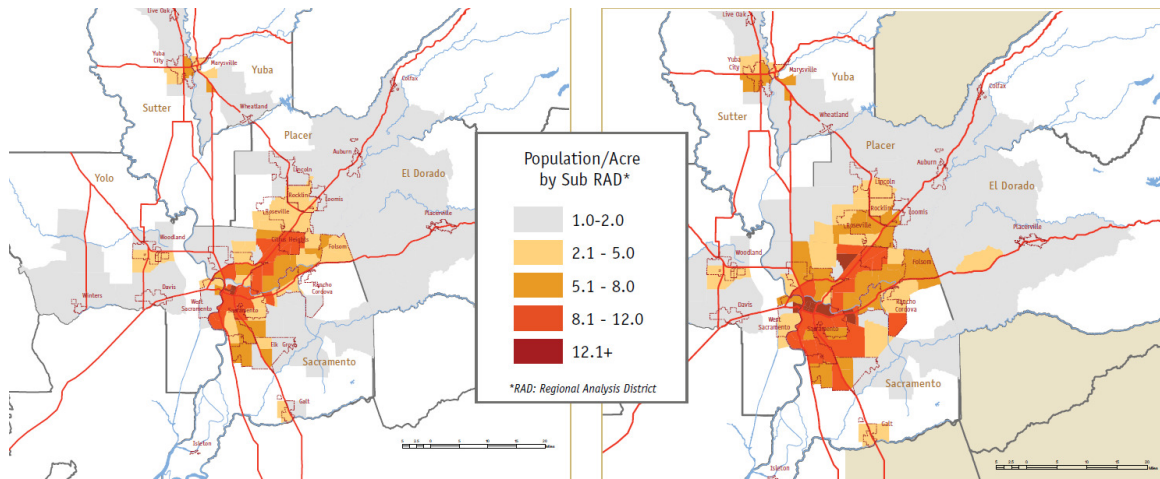 Live Oak
Yuba
City
Marysville
Yuba
Sutter
Wheatland
Colfax
Placer
Auburn
Lincoln
El Dorado
Yolo
Rocklin
Loomis
Roseville
Placerville
Woodland
Citrus Heights
Folsom
Winters
Davis
West
Sacramento
Rancho
Cordova
Sacramento
Elk Grove
Sacramento
Galt
Isleton
Population/Acre
by Sub RAD*
1.0-2.0
2.1 - 5.0
5.1 - 8.0
8.1 - 12.0
12.1+
*RAD: Regional Analysis District
Live Oak
Yuba
City
Marysville
Yuba
Colfax
Sutter
Wheatland
Placer
Auburn
Lincoln
El Dorado
Rocklin
Loomis
Roseville
Placerville
Woodland
Folsom
Davis
Rancho
Cordova
West
Sacramento
Sacramento
Sacramento
Galt
Isleton